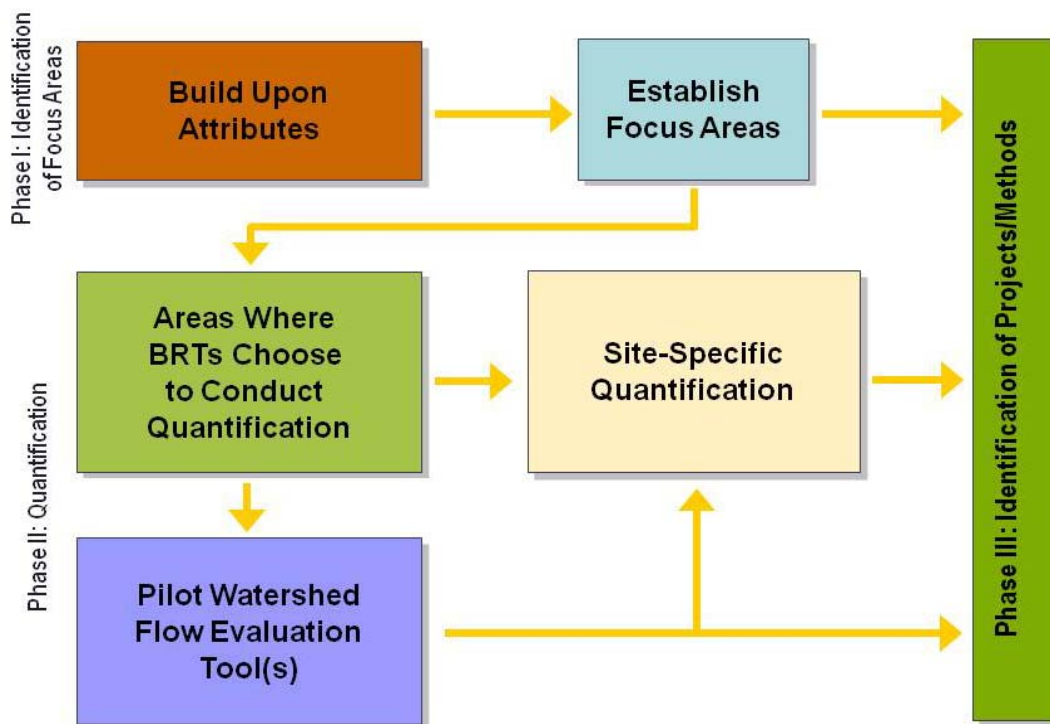 Phase I: Identification
of Focus Areas
Build Upon
Attributes
Establish
Focus Areas
Phase II: Quantification
Areas Where
BRTs Choose
to Conduct
Quantification
Site-Specific
Quantification
Pilot Watershed
Flow Evaluation
Tool(s)
Phase III: Identification of Projects/Methods